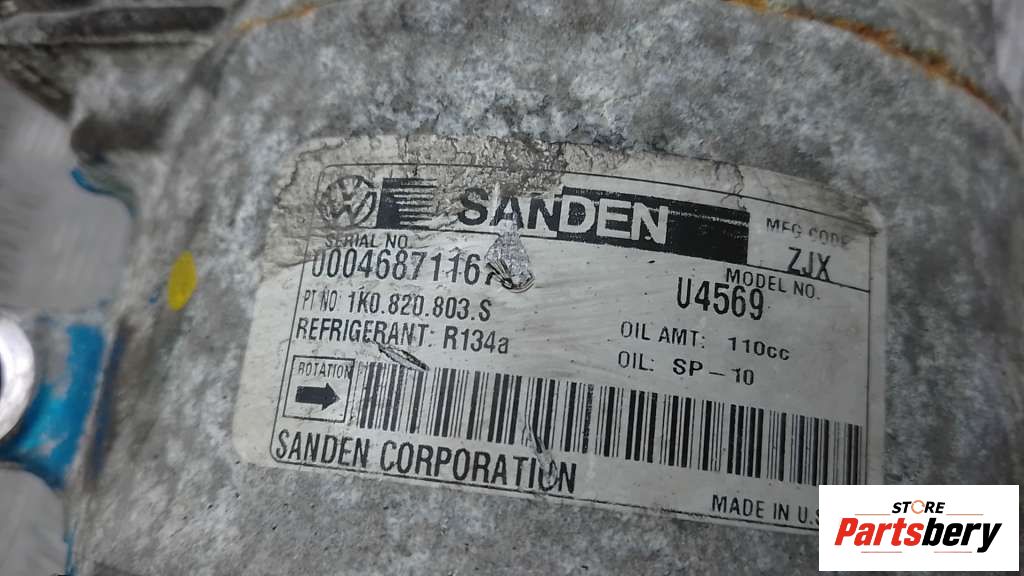 SANDEN
MFG CODE
ZJX
SERIAL NO.
MODEL NO.
U4569
PT NO: 1K0.820.803.S
OIL AMT: 110cc
REFRIGERANT: R134a
OIL: SP-10
ROTATION
SANDEN CORPORATION
MADE IN
STORE
Partsbery